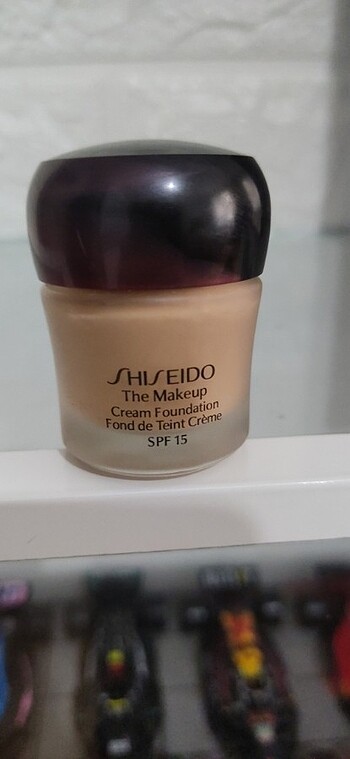 SHISEIDO
The Makeup
Cream Foundation
Fond de Teint Crème
SPF 15